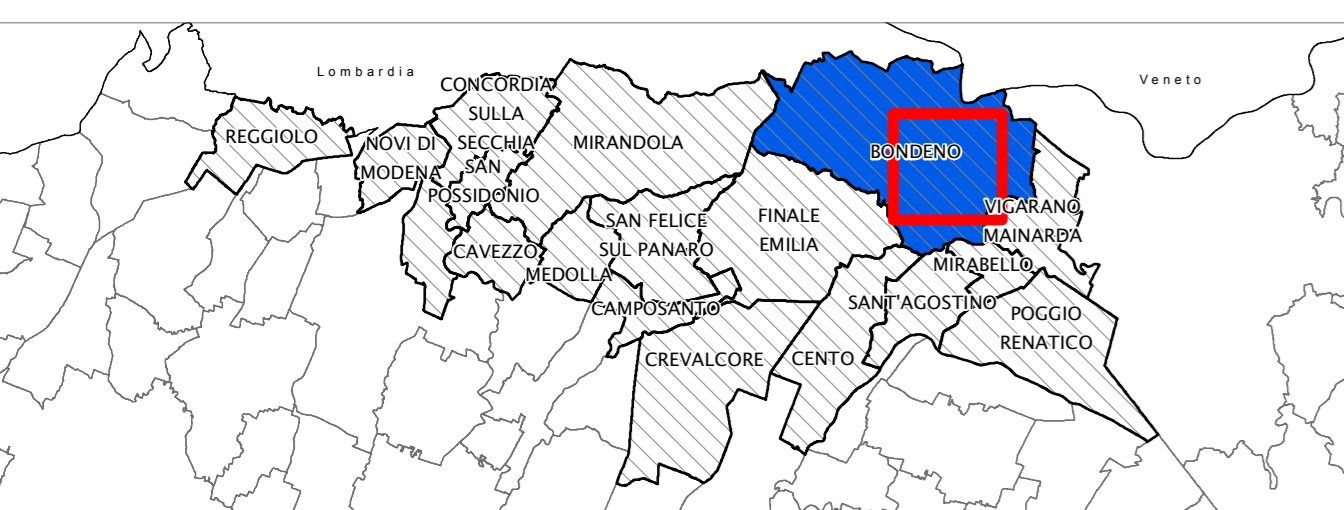 Lombardia
Veneto
CONCORDIA
SULLA
SECCHIA
REGGIOLO
NOVI DI
MODENA
SAN
POSSIDONIO
MIRANDOLA
BONDENO
VIGARANO
MAINARDA
SAN FELICE
SUL PANARO
FINALE
EMILIA
CAVEZZO
MEDOLLA
MIRABELLO
CAMPOSANTO
SANT'AGOSTINO
POGGIO
RENATICO
CREVALCORE
CENTO